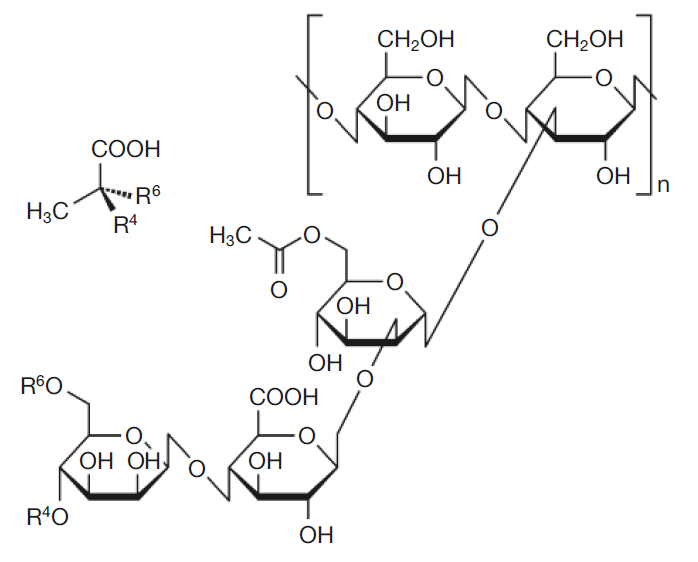 CH₂OH CH₂OH
O O
OH
O O
OH OH
n
COOH
R⁶
H₃C
R⁴
H₃C O
O
O
O
OH
OH
O
R⁶O
COOH
O O
OH OH OH
O
R⁴O
OH